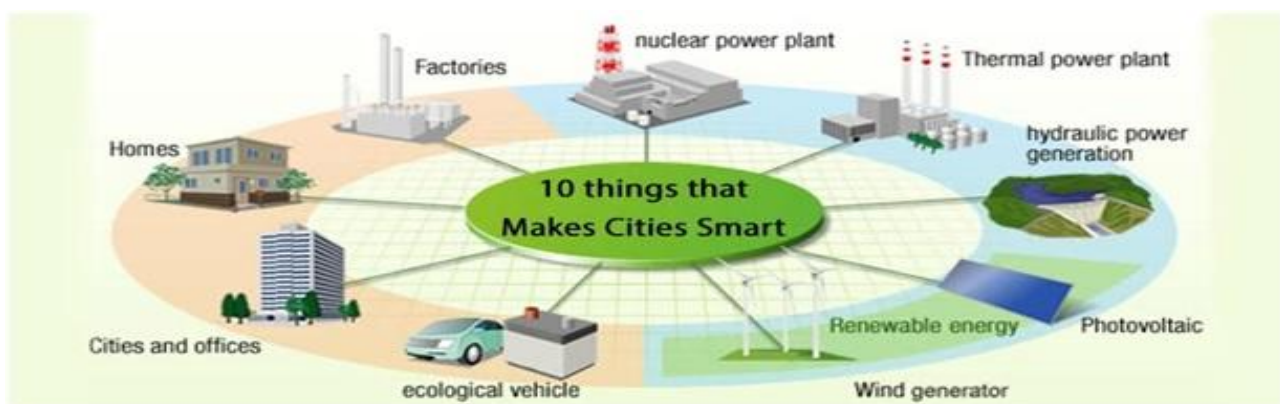 nuclear power plant
Factories
Thermal power plant
hydraulic power
generation
Homes
10 things that
Makes Cities Smart
Cities and offices
Renewable energy
Photovoltaic
ecological vehicle
Wind generator